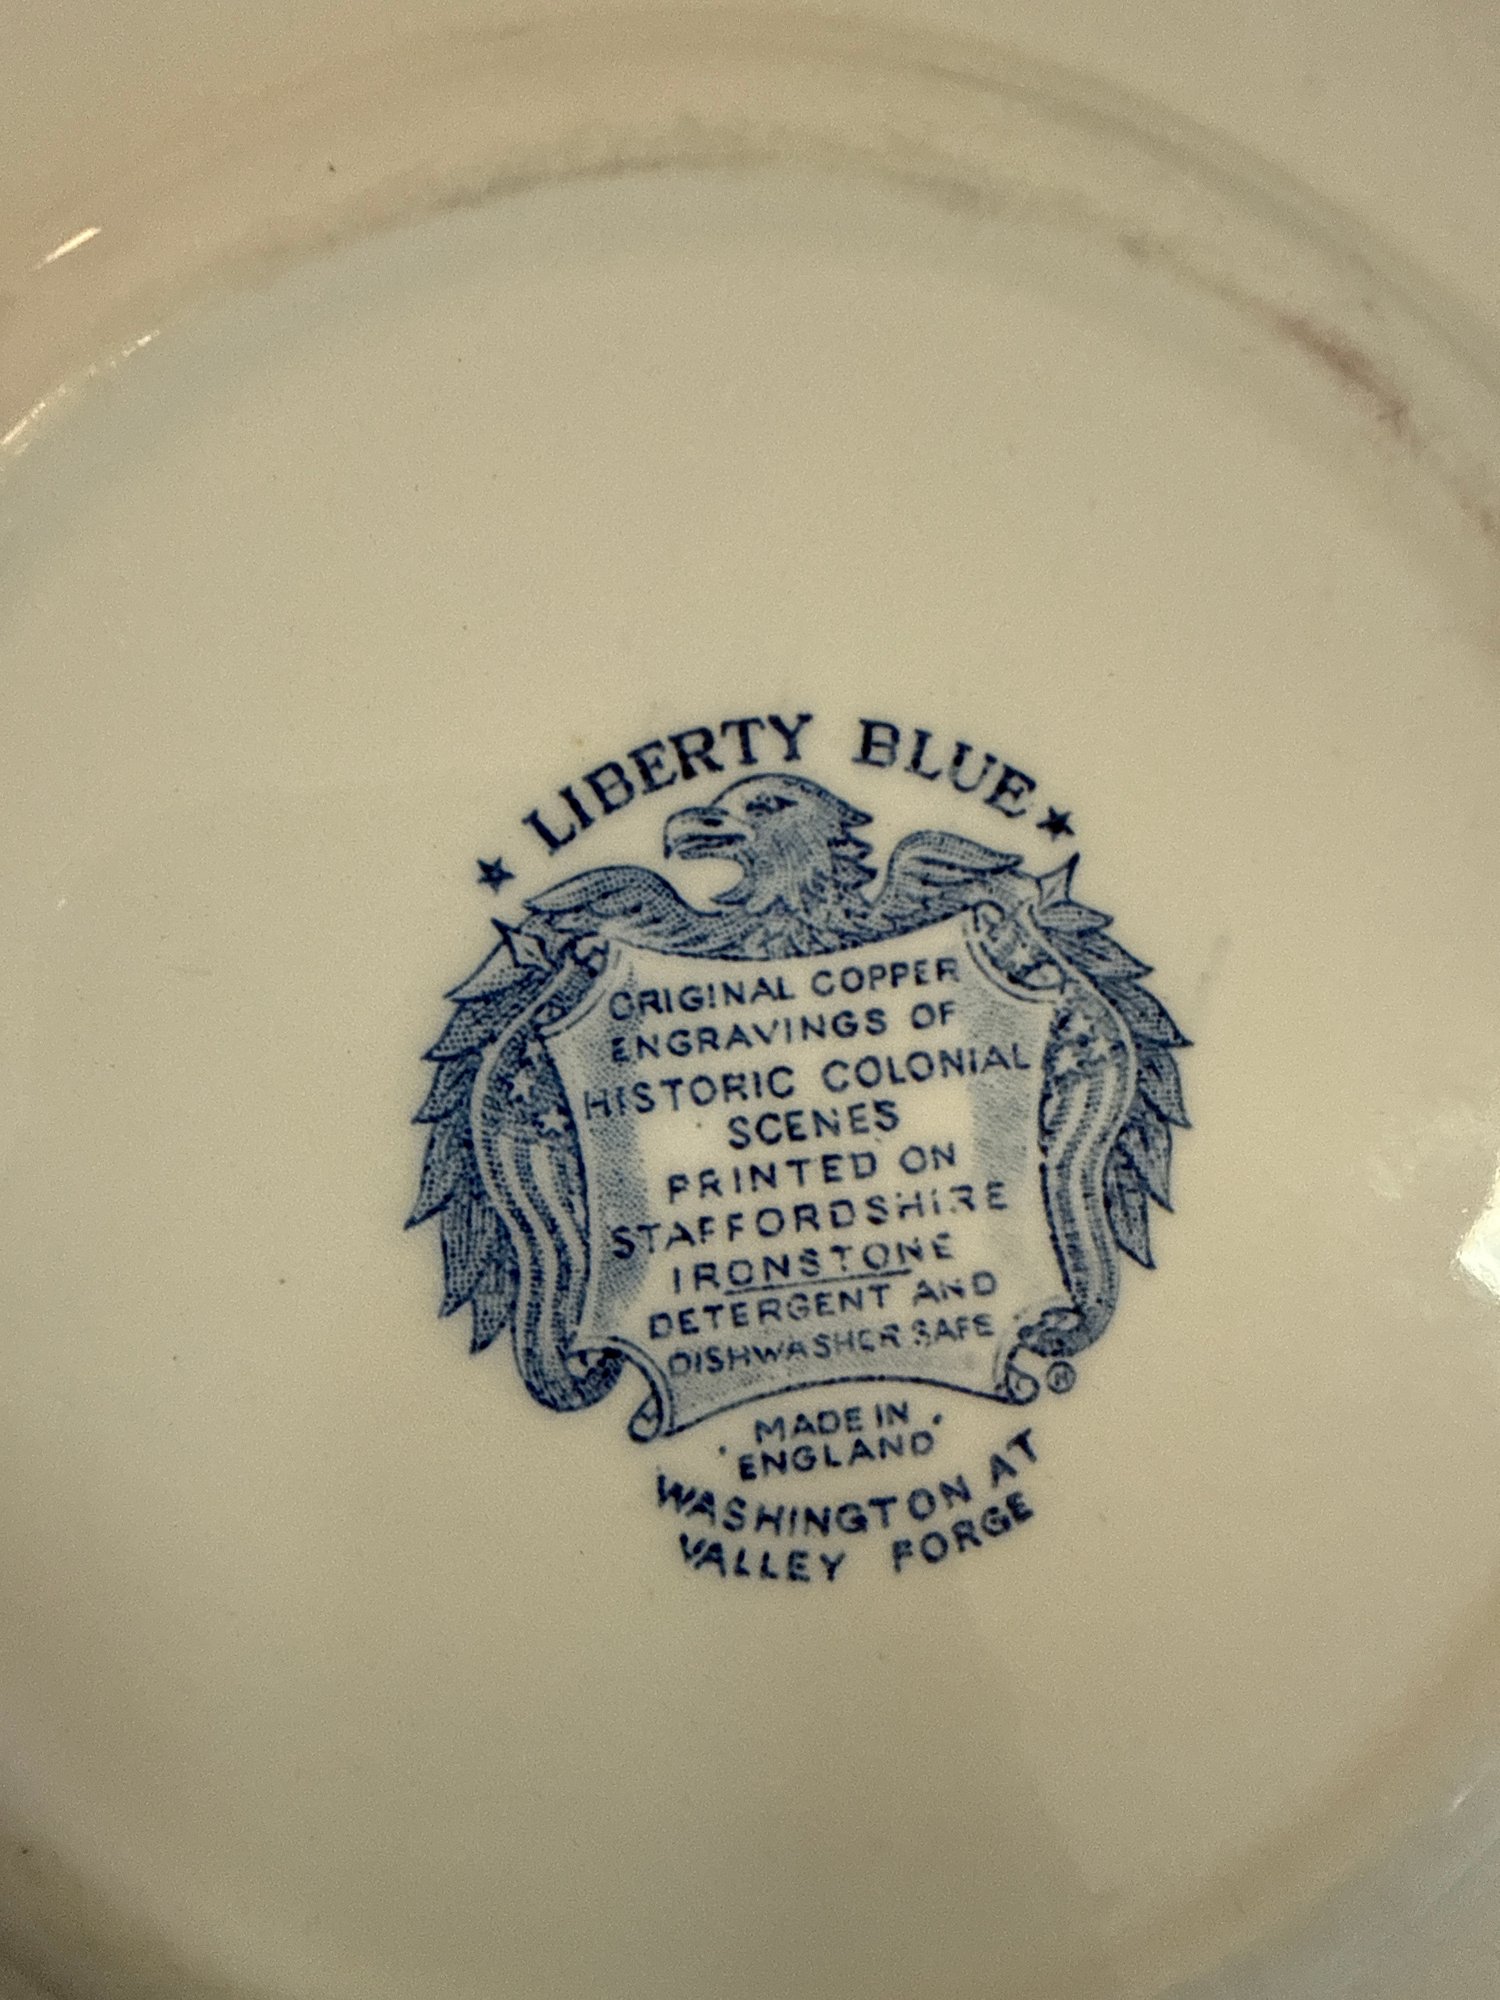 ★ LIBERTY BLUE ★
ORIGINAL COPPER
ENGRAVINGS OF
HISTORIC COLONIAL
SCENES
PRINTED ON
STAFFORDSHIRE
IRONSTONE
DETERGENT AND
DISHWASHER SAFE
®
MADE IN
ENGLAND
WASHINGTON AT
VALLEY FORGE